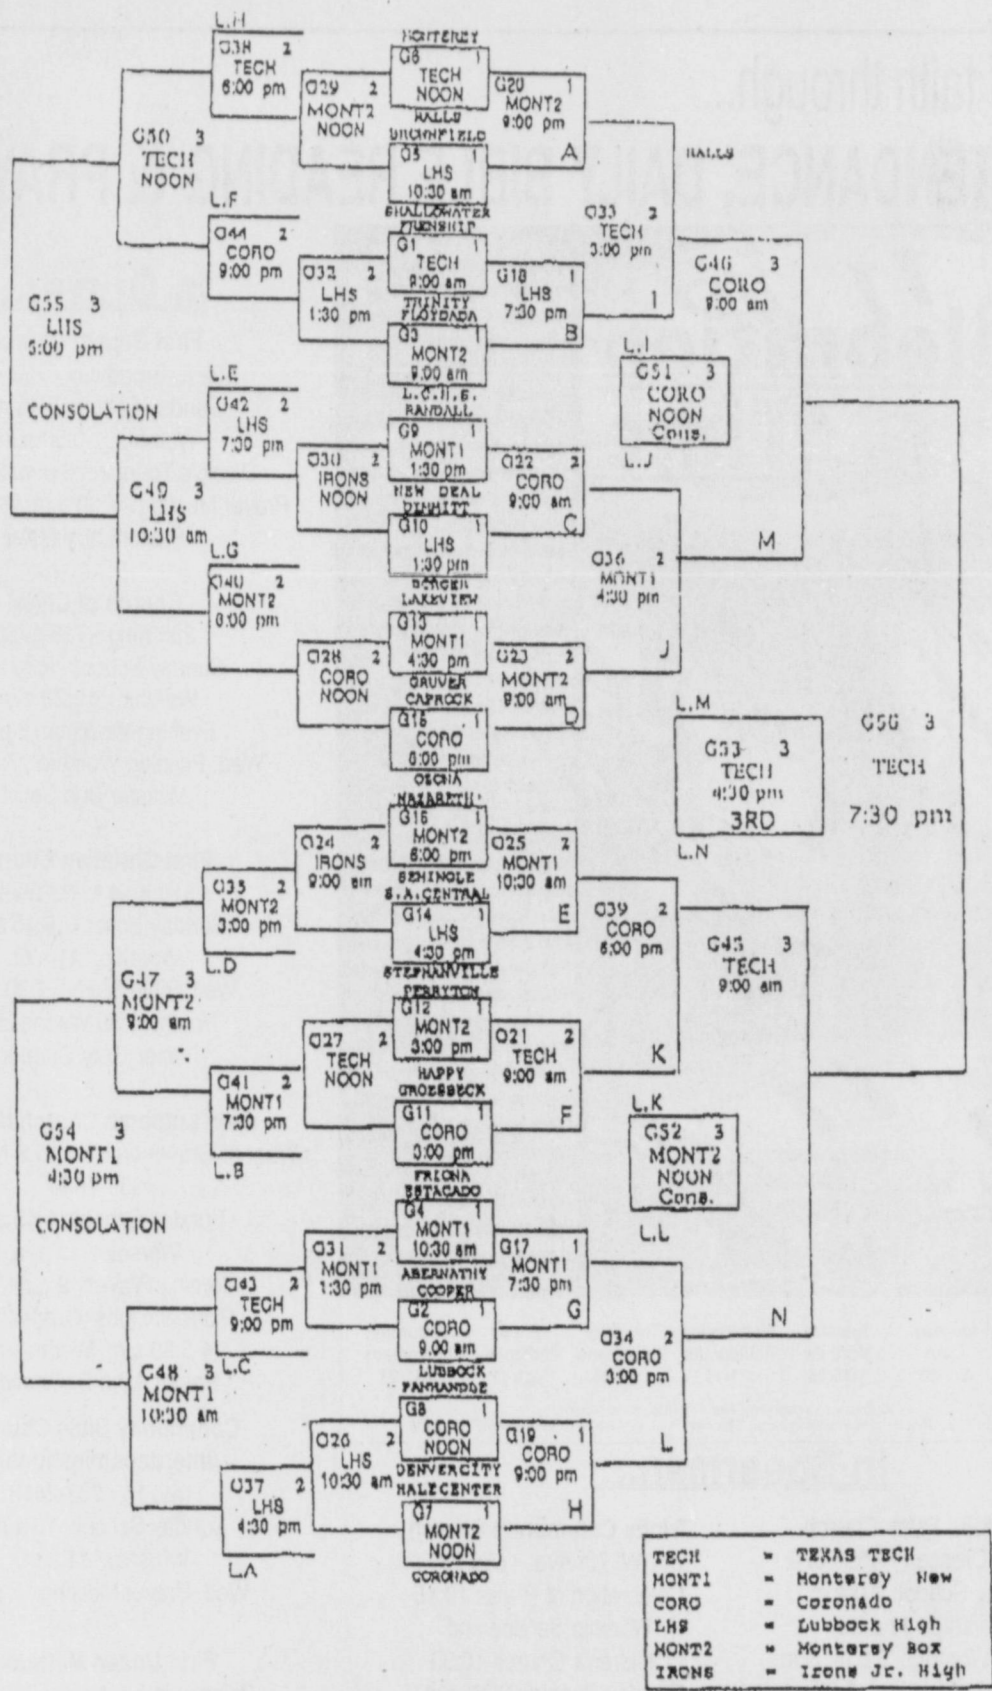 L.H
G38 2
TECH
6:00 pm
G50 3
TECH
NOON
L.F
G44 2
CORO
9:00 pm
G55 3
LHS
5:00 pm
CONSOLATION
L.E
G42 2
LHS
7:30 pm
G49 3
LHS
10:30 am
L.G
G40 2
MONT2
6:00 pm
G29 2
MONT2
NOON
G32 2
LHS
1:30 pm
G30 2
IRONS
NOON
G28 2
CORO
NOON
MONTEREY
G6 1
TECH
NOON
RALLS
BROWNFIELD
G5 1
LHS
10:30 am
SHALLOWATER
FRENSHIP
G1 1
TECH
9:00 am
TRINITY
FLOYDADA
G3 1
MONT2
9:00 am
L.C.H.S.
RANDALL
G9 1
MONT1
1:30 pm
NEW DEAL
DIMMITT
G10 1
LHS
1:30 pm
BORGER
LAKEVIEW
G13 1
MONT1
4:30 pm
GRUVER
CAPROCK
G15 1
CORO
6:00 pm
OZONA
G20 1
MONT2
9:00 pm
A
G18 1
LHS
7:30 pm
B
G22 2
CORO
9:00 am
C
G23 2
MONT2
9:00 am
D
RALLS
G33 2
TECH
3:00 pm
I
G36 2
MONT1
4:30 pm
J
G46 3
CORO
9:00 am
L.I
G51 3
CORO
NOON
Cons.
L.J
M
L.M
G53 3
TECH
4:30 pm
3RD
L.N
G56 3
TECH
7:30 pm
G35 2
MONT2
3:00 pm
L.D
G47 3
MONT2
9:00 am
G41 2
MONT1
7:30 pm
L.B
G54 3
MONT1
4:30 pm
CONSOLATION
G43 2
TECH
9:00 pm
L.C
G48 3
MONT1
10:30 am
G37 2
LHS
4:30 pm
L.A
G24 2
IRONS
9:00 am
G27 2
TECH
NOON
G31 2
MONT1
1:30 pm
G26 2
LHS
10:30 am
NAZARETH
G16 1
MONT2
6:00 pm
SEMINOLE
S.A.CENTRAL
G14 1
LHS
4:30 pm
STEPHANVILLE
PERRYTON
G12 1
MONT2
3:00 pm
HAPPY
GROESBECK
G11 1
CORO
3:00 pm
FRIONA
ESTACADO
G4 1
MONT1
10:30 am
ABERNATHY
COOPER
G2 1
CORO
9:00 am
LUBBOCK
PANHANDLE
G8 1
CORO
NOON
DENVERCITY
HALECENTER
G7 1
MONT2
NOON
CORONADO
G25 2
MONT1
10:30 am
E
G21 2
TECH
9:00 am
F
G17 1
MONT1
7:30 pm
G
G19 1
CORO
9:00 pm
H
G39 2
CORO
6:00 pm
K
G34 2
CORO
3:00 pm
L
G45 3
TECH
9:00 am
L.K
G52 3
MONT2
NOON
Cons.
L.L
N
TECH = TEXAS TECH
MONT1 = Monterey New
CORO = Coronado
LHS = Lubbock High
MONT2 = Monterey Box
IRONS = Irons Jr. High